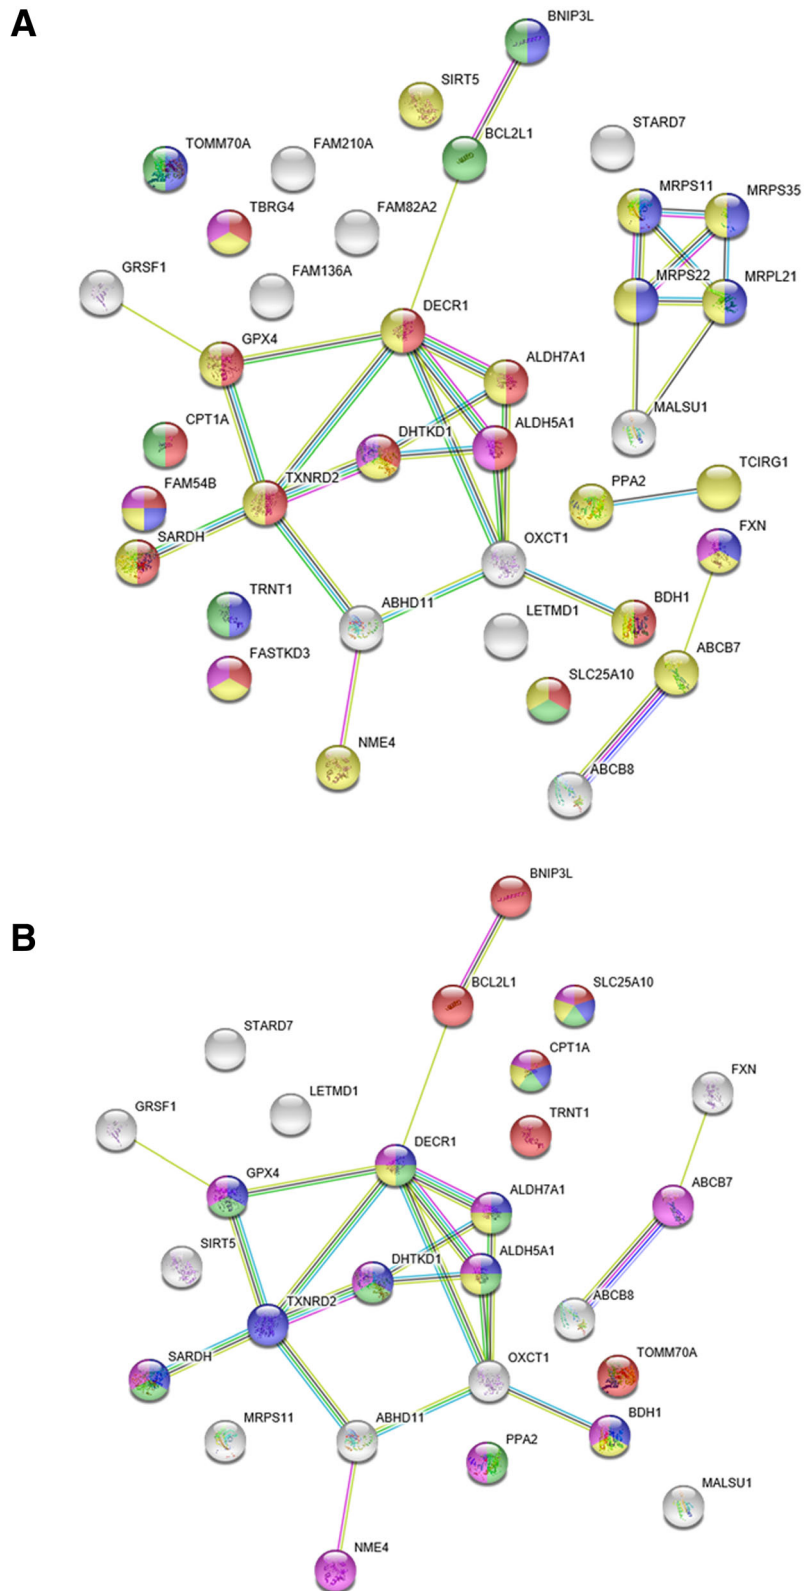 A
BNIP3L
SIRT5
STARD7
BCL2L1
TOMM70A
FAM210A
MRPS11
MRPS35
TBRG4
FAM82A2
GRSF1
FAM136A
MRPS22
MRPL21
DECR1
GPX4
ALDH7A1
MALSU1
CPT1A
DHTKD1
ALDH5A1
TCIRG1
FAM54B
TXNRD2
PPA2
SARDH
OXCT1
FXN
TRNT1
ABHD11
LETMD1
BDH1
FASTKD3
SLC25A10
ABCB7
NME4
ABCB8
B
BNIP3L
BCL2L1
SLC25A10
STARD7
CPT1A
FXN
LETMD1
GRSF1
TRNT1
DECR1
GPX4
ALDH7A1
ABCB7
SIRT5
DHTKD1
ALDH5A1
TXNRD2
ABCB8
SARDH
OXCT1
TOMM70A
MRPS11
ABHD11
BDH1
PPA2
MALSU1
NME4